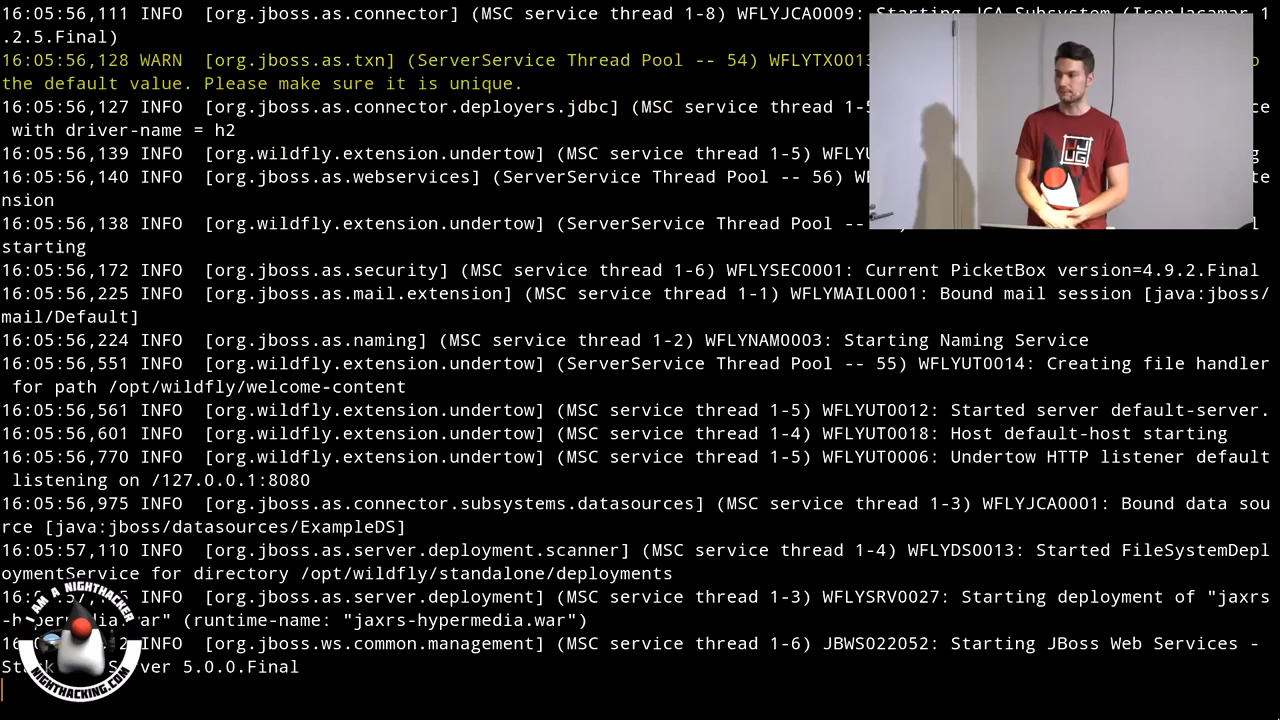 16:05:56,111 INFO  [org.jboss.as.connector] (MSC service thread 1-8) WFLYJCA0009: Starting JCA Subsystem (IronJacamar 1
.2.5.Final)
16:05:56,128 WARN  [org.jboss.as.txn] (ServerService Thread Pool -- 54) WFLYTX0013
the default value. Please make sure it is unique.
16:05:56,127 INFO  [org.jboss.as.connector.deployers.jdbc] (MSC service thread 1-5
with driver-name = h2
16:05:56,139 INFO  [org.wildfly.extension.undertow] (MSC service thread 1-5)
16:05:56,140 INFO  [org.jboss.as.webservices] (ServerService Thread Pool -- 56)
nsion
16:05:56,138 INFO  [org.wildfly.extension.undertow] (ServerService Thread Pool --
starting
16:05:56,172 INFO  [org.jboss.as.security] (MSC service thread 1-6) WFLYSEC0001: Current PicketBox version=4.9.2.Final
16:05:56,225 INFO  [org.jboss.as.mail.extension] (MSC service thread 1-1) WFLYMAIL0001: Bound mail session [java:jboss/
mail/Default]
16:05:56,224 INFO  [org.jboss.as.naming] (MSC service thread 1-2) WFLYNAM0003: Starting Naming Service
16:05:56,551 INFO  [org.wildfly.extension.undertow] (ServerService Thread Pool -- 55) WFLYUT0014: Creating file handler
for path /opt/wildfly/welcome-content
16:05:56,561 INFO  [org.wildfly.extension.undertow] (MSC service thread 1-5) WFLYUT0012: Started server default-server.
16:05:56,601 INFO  [org.wildfly.extension.undertow] (MSC service thread 1-4) WFLYUT0018: Host default-host starting
16:05:56,770 INFO  [org.wildfly.extension.undertow] (MSC service thread 1-5) WFLYUT0006: Undertow HTTP listener default
listening on /127.0.0.1:8080
16:05:56,975 INFO  [org.jboss.as.connector.subsystems.datasources] (MSC service thread 1-3) WFLYJCA0001: Bound data sou
rce [java:jboss/datasources/ExampleDS]
16:05:57,110 INFO  [org.jboss.as.server.deployment.scanner] (MSC service thread 1-4) WFLYDS0013: Started FileSystemDepl
oymentService for directory /opt/wildfly/standalone/deployments
INFO  [org.jboss.as.server.deployment] (MSC service thread 1-3) WFLYSRV0027: Starting deployment of "jaxrs
(runtime-name: "jaxrs-hypermedia.war")
INFO  [org.jboss.ws.common.management] (MSC service thread 1-6) JBWS022052: Starting JBoss Web Services -
5.0.0.Final
I AM A NIGHTHACKER
NIGHTHACKING.COM